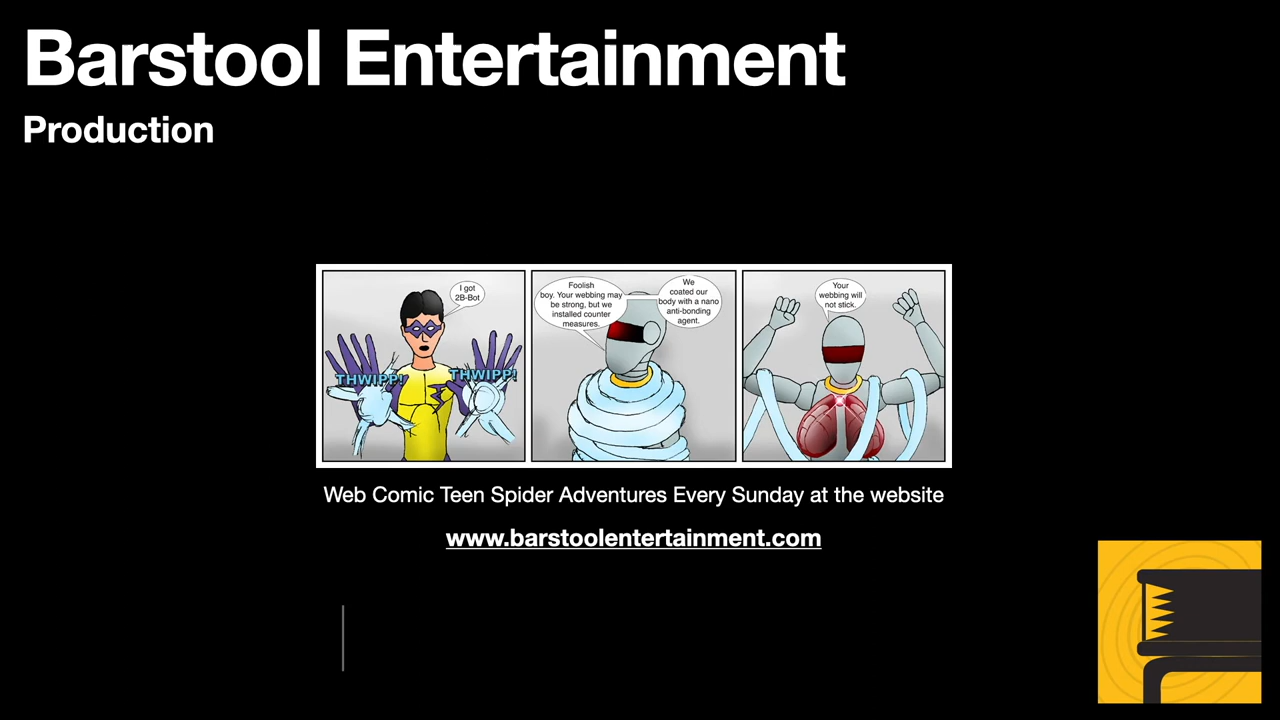 Barstool Entertainment
Production
I got
2B-Bot
THWIPP!
THWIPP!
Foolish
boy. Your webbing may
be strong, but we
installed counter
measures.
We
coated our
body with a nano
anti-bonding
agent.
Your
webbing will
not stick.
Web Comic Teen Spider Adventures Every Sunday at the website
www.barstoolentertainment.com